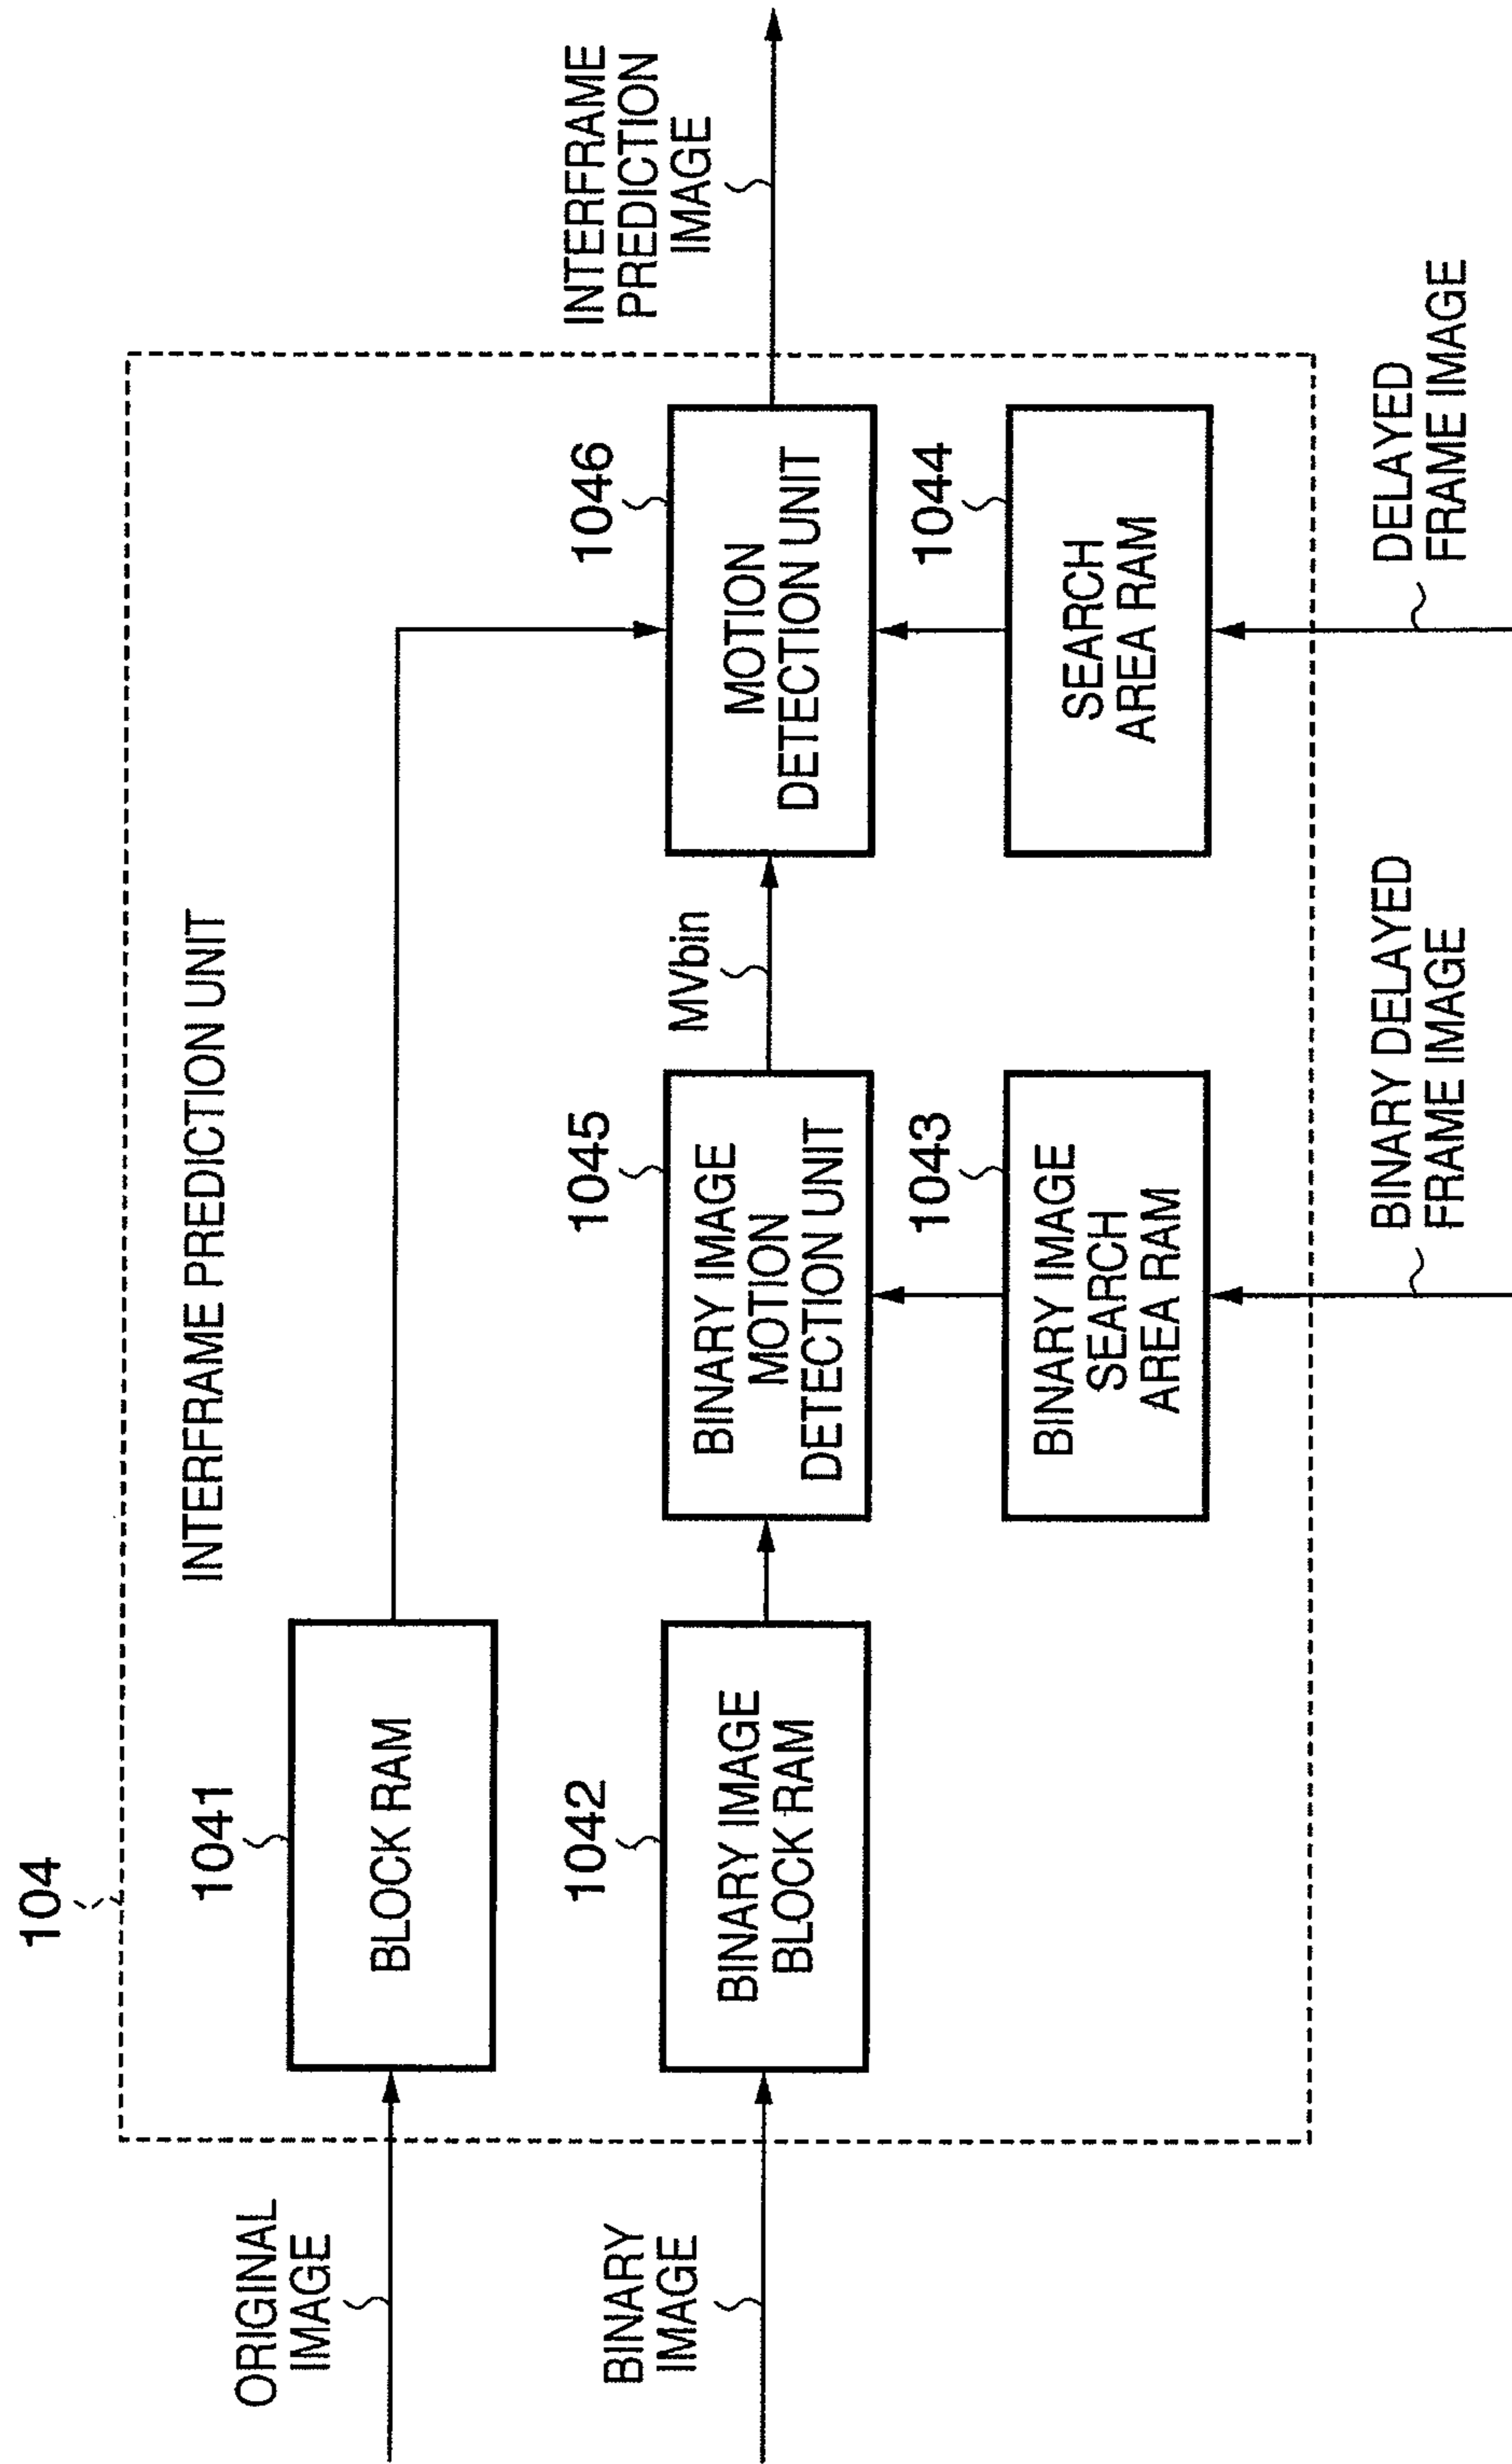 104
INTERFRAME PREDICTION UNIT
ORIGINAL
IMAGE
1041
BLOCK RAM
BINARY
IMAGE
1042
BINARY IMAGE
BLOCK RAM
1045
BINARY IMAGE
MOTION
DETECTION UNIT
MVbin
1046
MOTION
DETECTION UNIT
INTERFRAME
PREDICTION
IMAGE
1043
BINARY IMAGE
SEARCH
AREA RAM
1044
SEARCH
AREA RAM
BINARY DELAYED
FRAME IMAGE
DELAYED
FRAME IMAGE